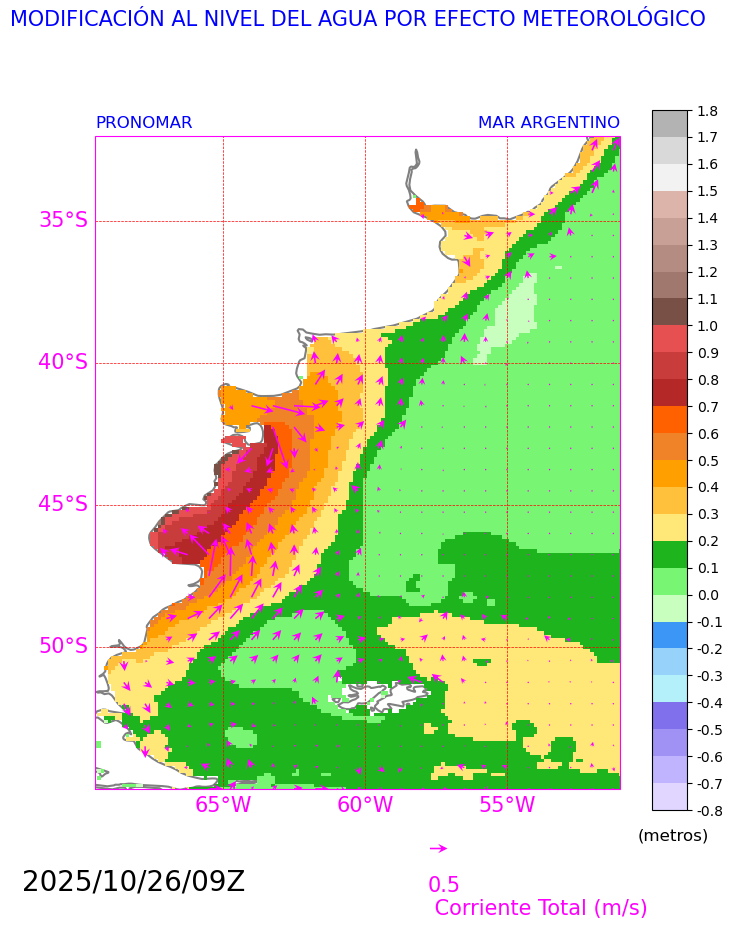 MODIFICACIÓN AL NIVEL DEL AGUA POR EFECTO METEOROLÓGICO
PRONOMAR MAR ARGENTINO
35°S
40°S
45°S
50°S
65°W 60°W 55°W
1.8
1.7
1.6
1.5
1.4
1.3
1.2
1.1
1.0
0.9
0.8
0.7
0.6
0.5
0.4
0.3
0.2
0.1
0.0
-0.1
-0.2
-0.3
-0.4
-0.5
-0.6
-0.7
-0.8
(metros)
2025/10/26/09Z
0.5
Corriente Total (m/s)